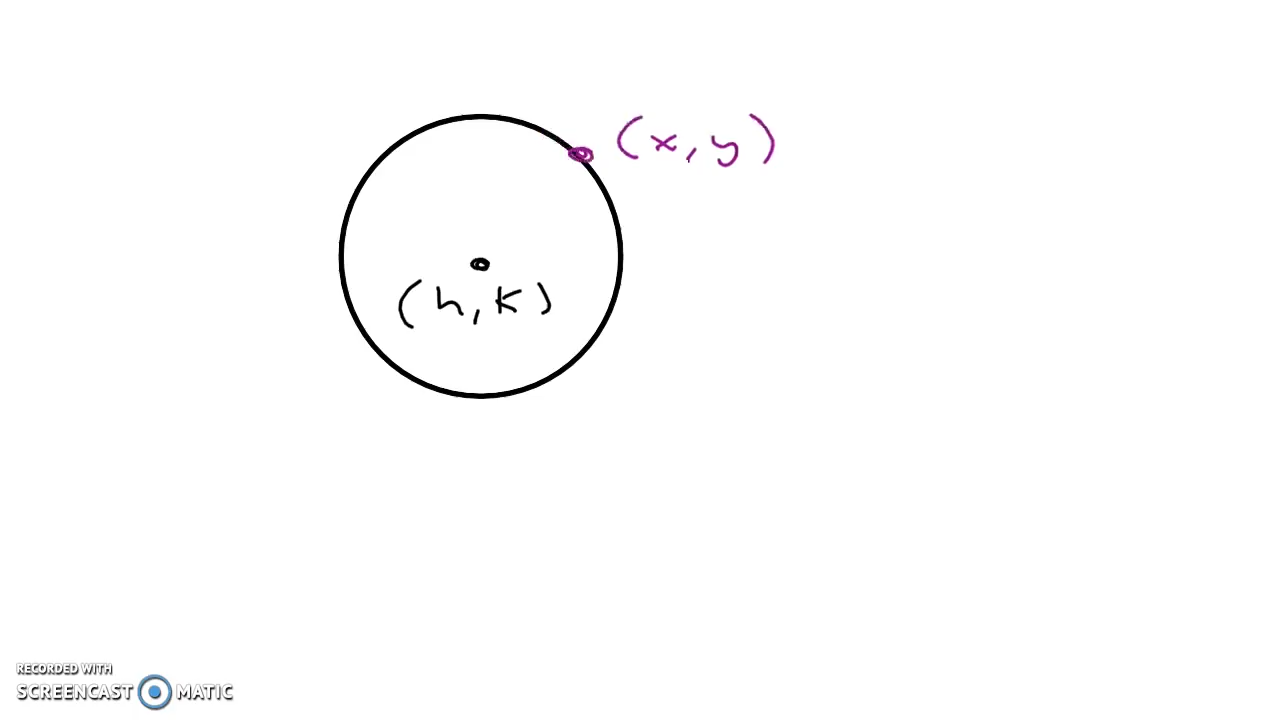 (x, y)
(h, k)
RECORDED WITH
SCREENCAST MATIC